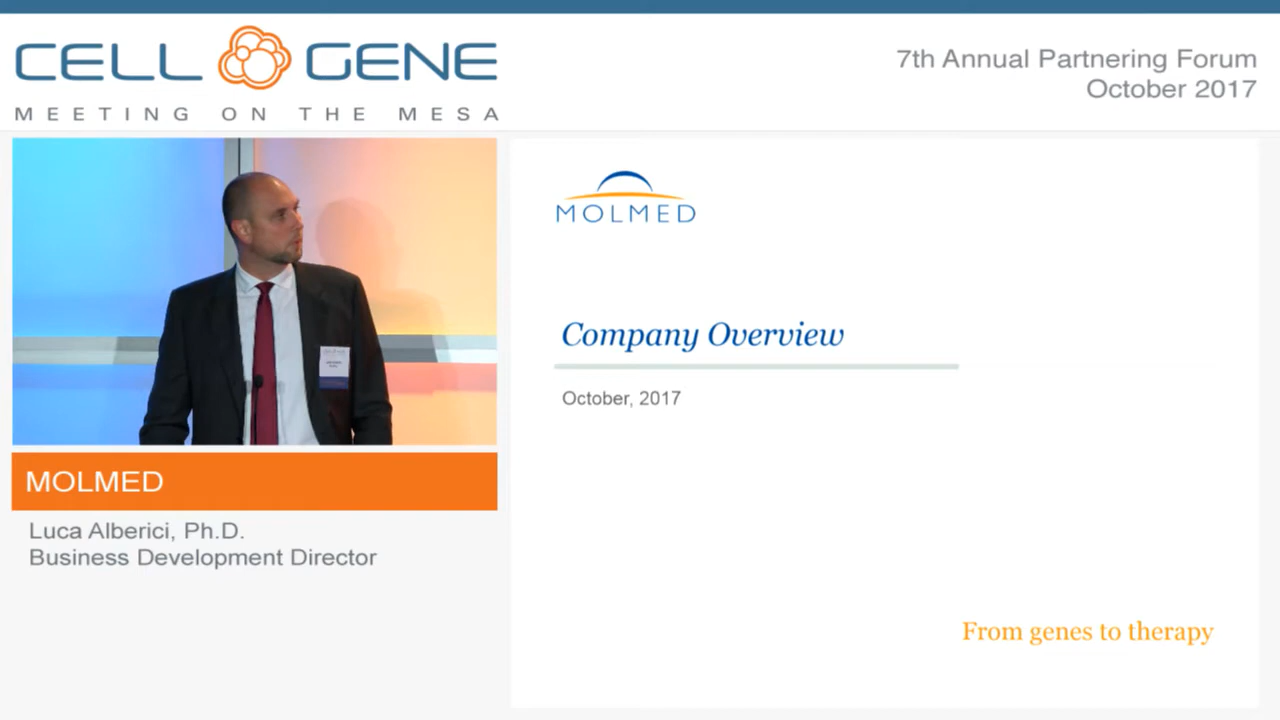 CELL GENE
MEETING ON THE MESA
7th Annual Partnering Forum
October 2017
MOLMED
Company Overview
October, 2017
From genes to therapy
MOLMED
Luca Alberici, Ph.D.
Business Development Director